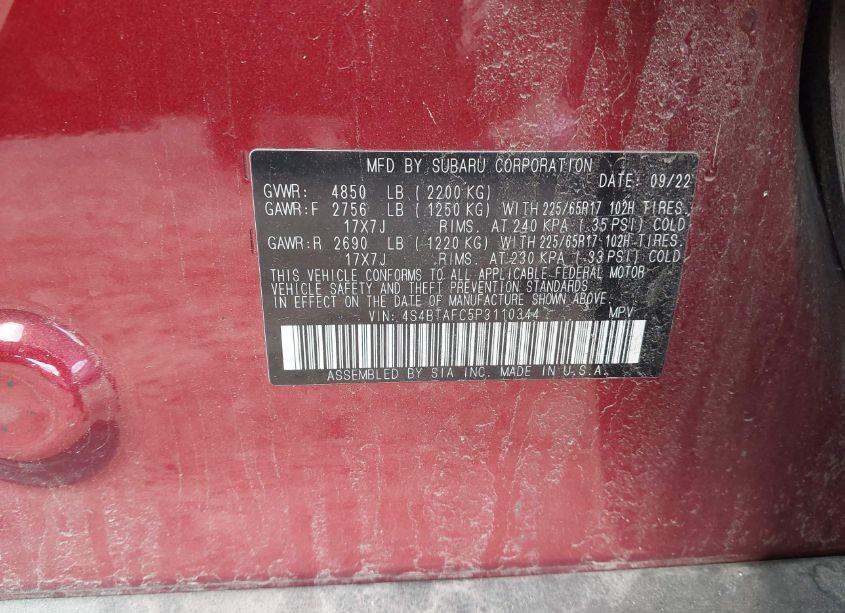 MFD BY SUBARU CORPORATION
DATE: 09/22
GVWR: 4850 LB (2200 KG)
GAWR:F 2756 LB (1250 KG) WITH 225/65R17 102H TIRES.
17X7J RIMS. AT 240 KPA (.35 PSI) COLD
GAWR:R 2690 LB (1220 KG) WITH 225/65R17 102H TIRES.
17X7J RIMS. AT 230 KPA (.33 PSI) COLD
THIS VEHICLE CONFORMS TO ALL APPLICABLE FEDERAL MOTOR
VEHICLE SAFETY AND THEFT PREVENTION STANDARDS
IN EFFECT ON THE DATE OF MANUFACTURE SHOWN ABOVE.
VIN: 4S4BTAFC5P3110344 MPV
ASSEMBLED BY SIA INC. MADE IN U.S.A.